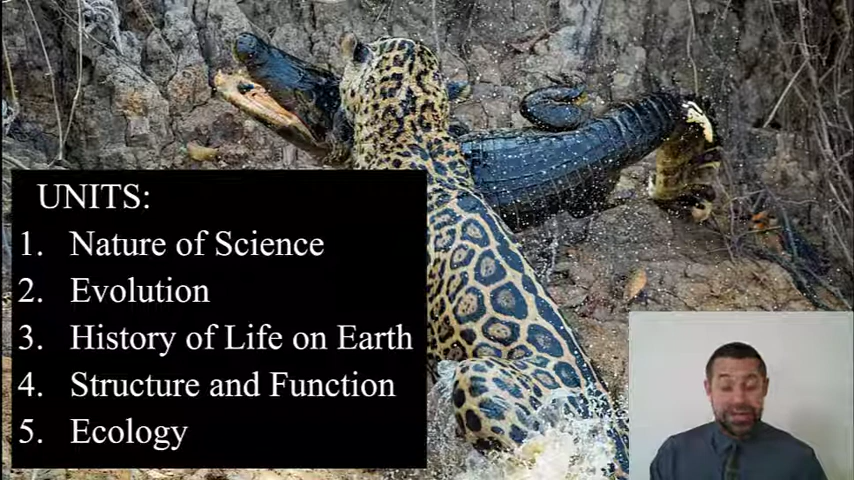 UNITS:
1. Nature of Science
2. Evolution
3. History of Life on Earth
4. Structure and Function
5. Ecology